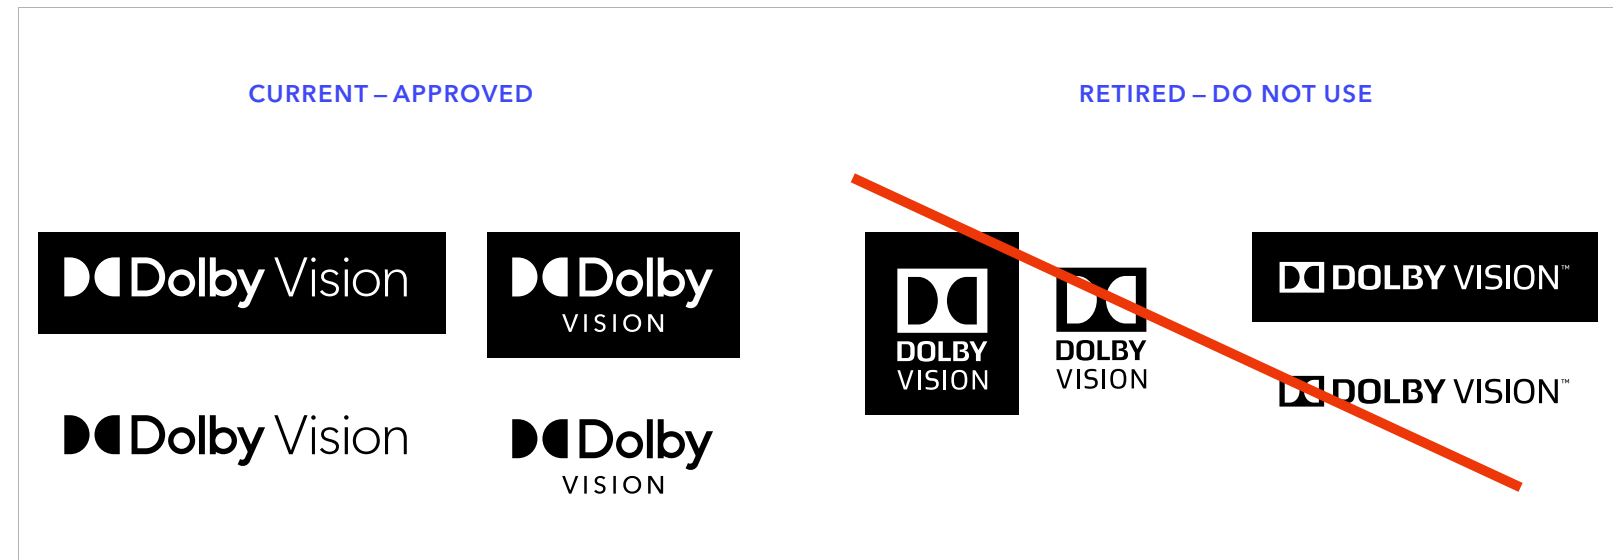 CURRENT – APPROVED
Dolby Vision
Dolby
VISION
Dolby Vision
Dolby
VISION
RETIRED – DO NOT USE
DOLBY
VISION
DOLBY
VISION
DOLBY VISION™
DOLBY VISION™